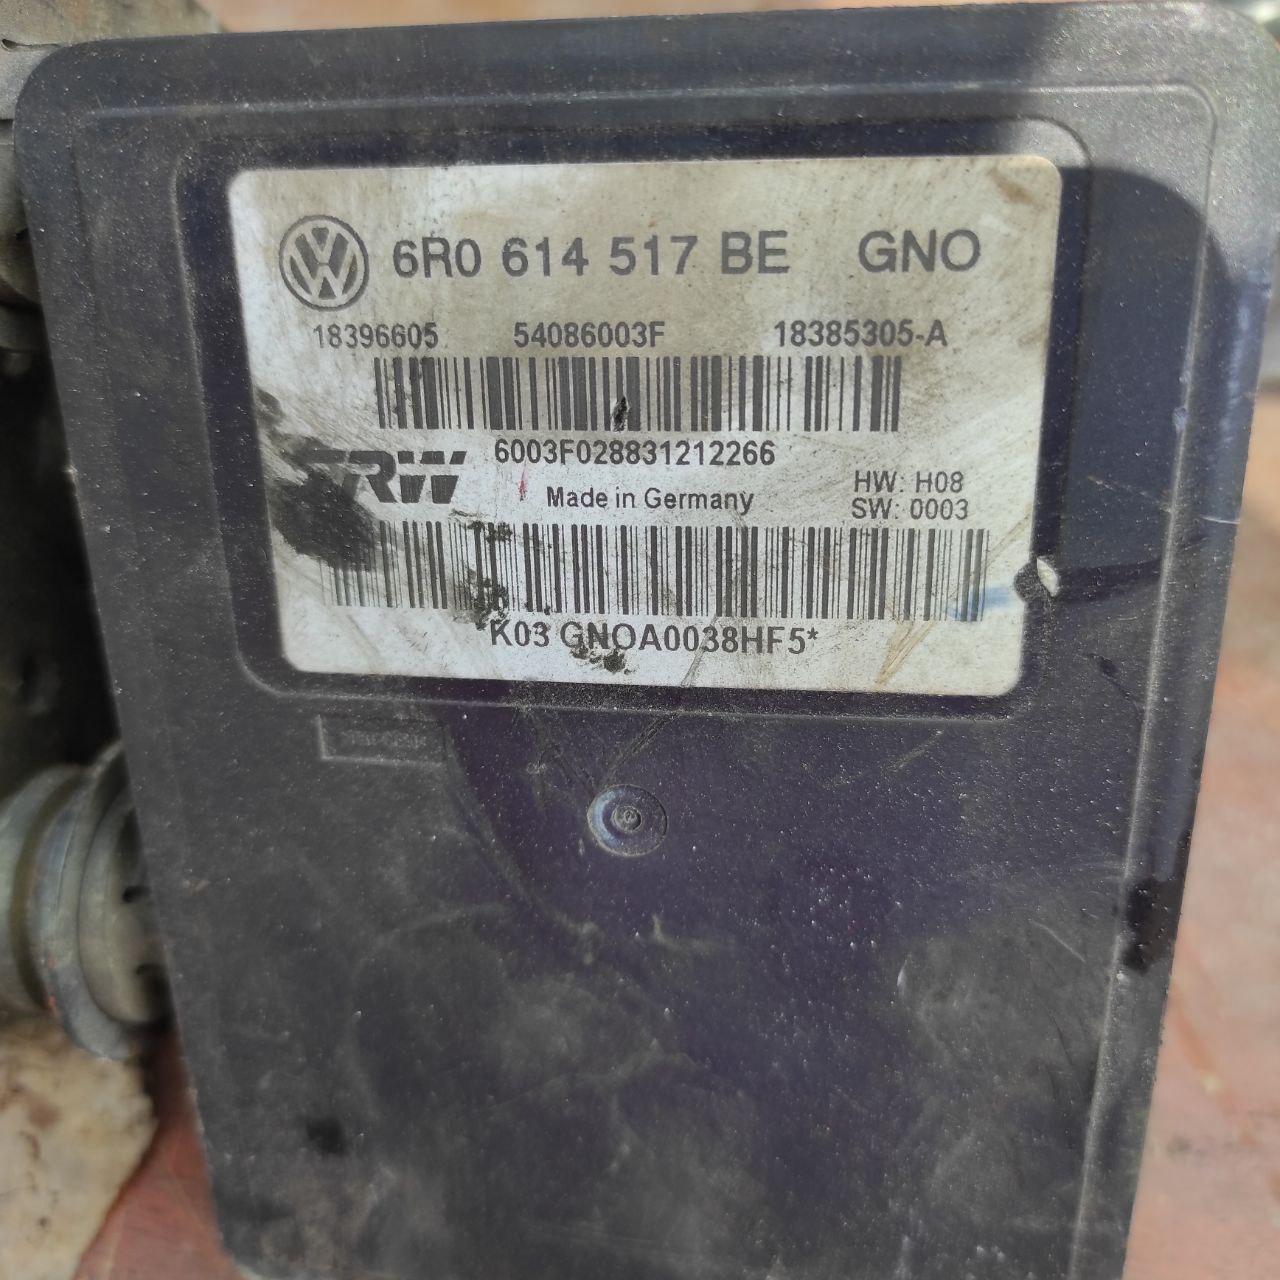 6R0 614 517 BE GNO
18396605 54086003F 18385305-A
6003F028831212266
TRW
Made in Germany
HW: H08
SW: 0003
*K03 GNOA0038HF5*